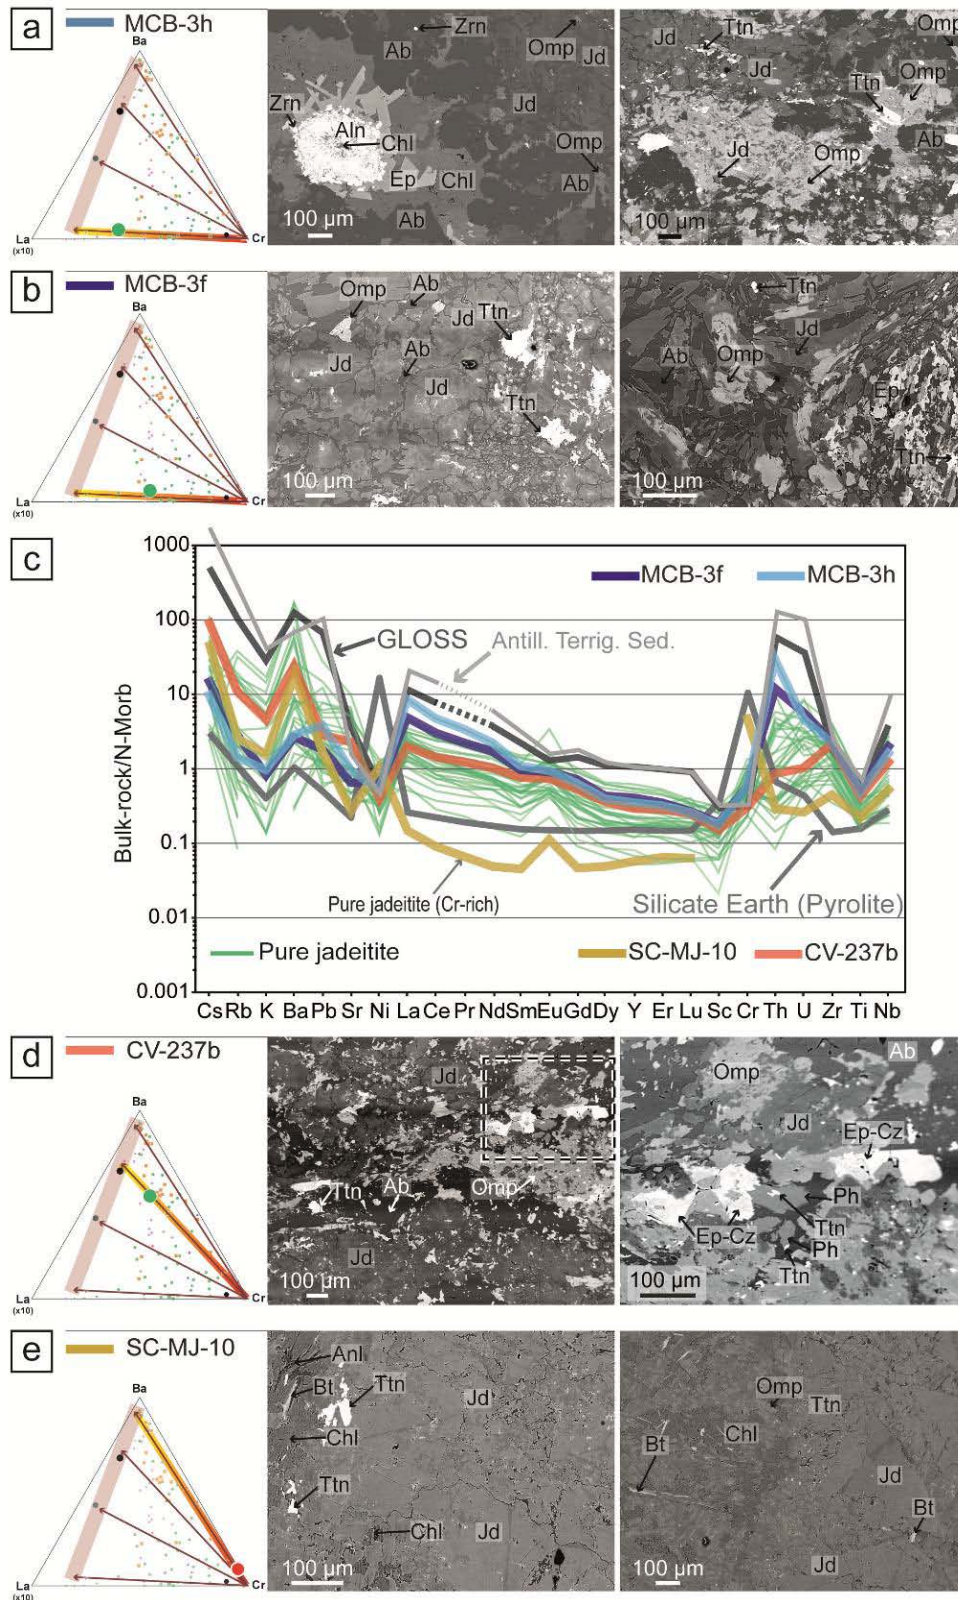 a
MCB-3h
Ba
La
(x10)
Cr
Zrn
Ab
Omp
Jd
Jd
Zrn
Aln
Chl
Omp
Ab
Ep
Chl
Ab
100 µm
Jd
Ttn
Omp
Jd
Ttn
Omp
Ab
Jd
Omp
100 µm
b
MCB-3f
Ba
La
(x10)
Cr
Omp
Ab
Jd
Ttn
Jd
Ab
Jd
Ttn
100 µm
Ttn
Jd
Ab
Omp
Ep
Ttn
100 µm
c
Bulk-rock/N-Morb
1000
100
10
1
0.1
0.01
0.001
MCB-3f
MCB-3h
GLOSS
Antill. Terrig. Sed.
Pure jadeitite (Cr-rich)
Silicate Earth (Pyrolite)
Pure jadeitite
SC-MJ-10
CV-237b
Cs Rb K Ba Pb Sr Ni La Ce Pr Nd Sm Eu Gd Dy Y Er Lu Sc Cr Th U Zr Ti Nb
d
CV-237b
Ba
La
(x10)
Cr
Jd
Ttn
Ab
Omp
Jd
100 µm
Ab
Omp
Jd
Ep-Cz
Ph
Ep-Cz
Ttn
Ph
Ttn
100 µm
e
SC-MJ-10
Ba
La
(x10)
Cr
Anl
Bt
Ttn
Jd
Chl
Ttn
Chl
Jd
100 µm
Omp
Ttn
Chl
Bt
Jd
Bt
Jd
100 µm